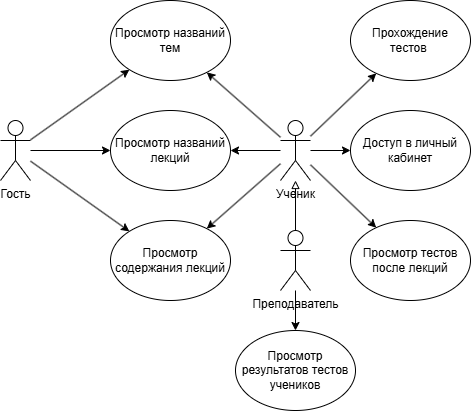 Просмотр названий
тем
Прохождение
тестов
Просмотр названий
лекций
Доступ в личный
кабинет
Гость
Ученик
Просмотр
содержания лекций
Просмотр тестов
после лекций
Преподаватель
Просмотр
результатов тестов
учеников